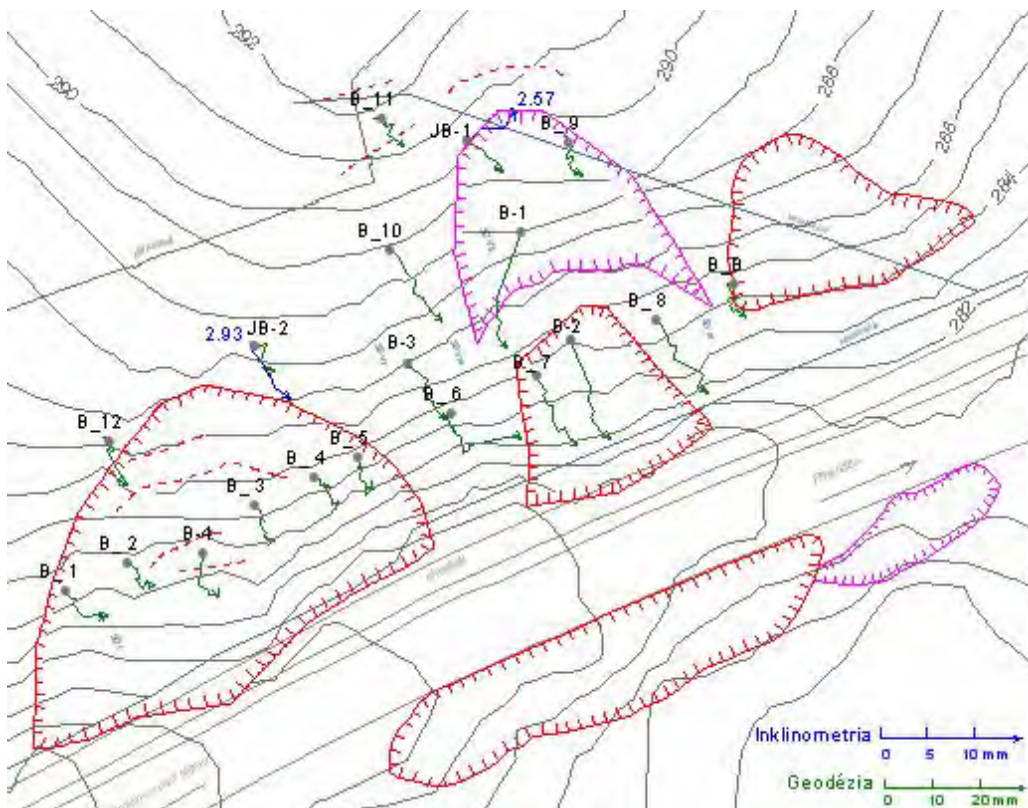 292
290
290
288
286
284
282
B_11
2.57
JB-1
B_9
B-1
B_10
B_B
B_8
2.93
JB-2
B-3
B-2
B_7
B_6
B_12
B_5
B_4
B_3
B_2
B-4
B_1
Inklinometria
0 5 10 mm
Geodézia
0 10 20 mm